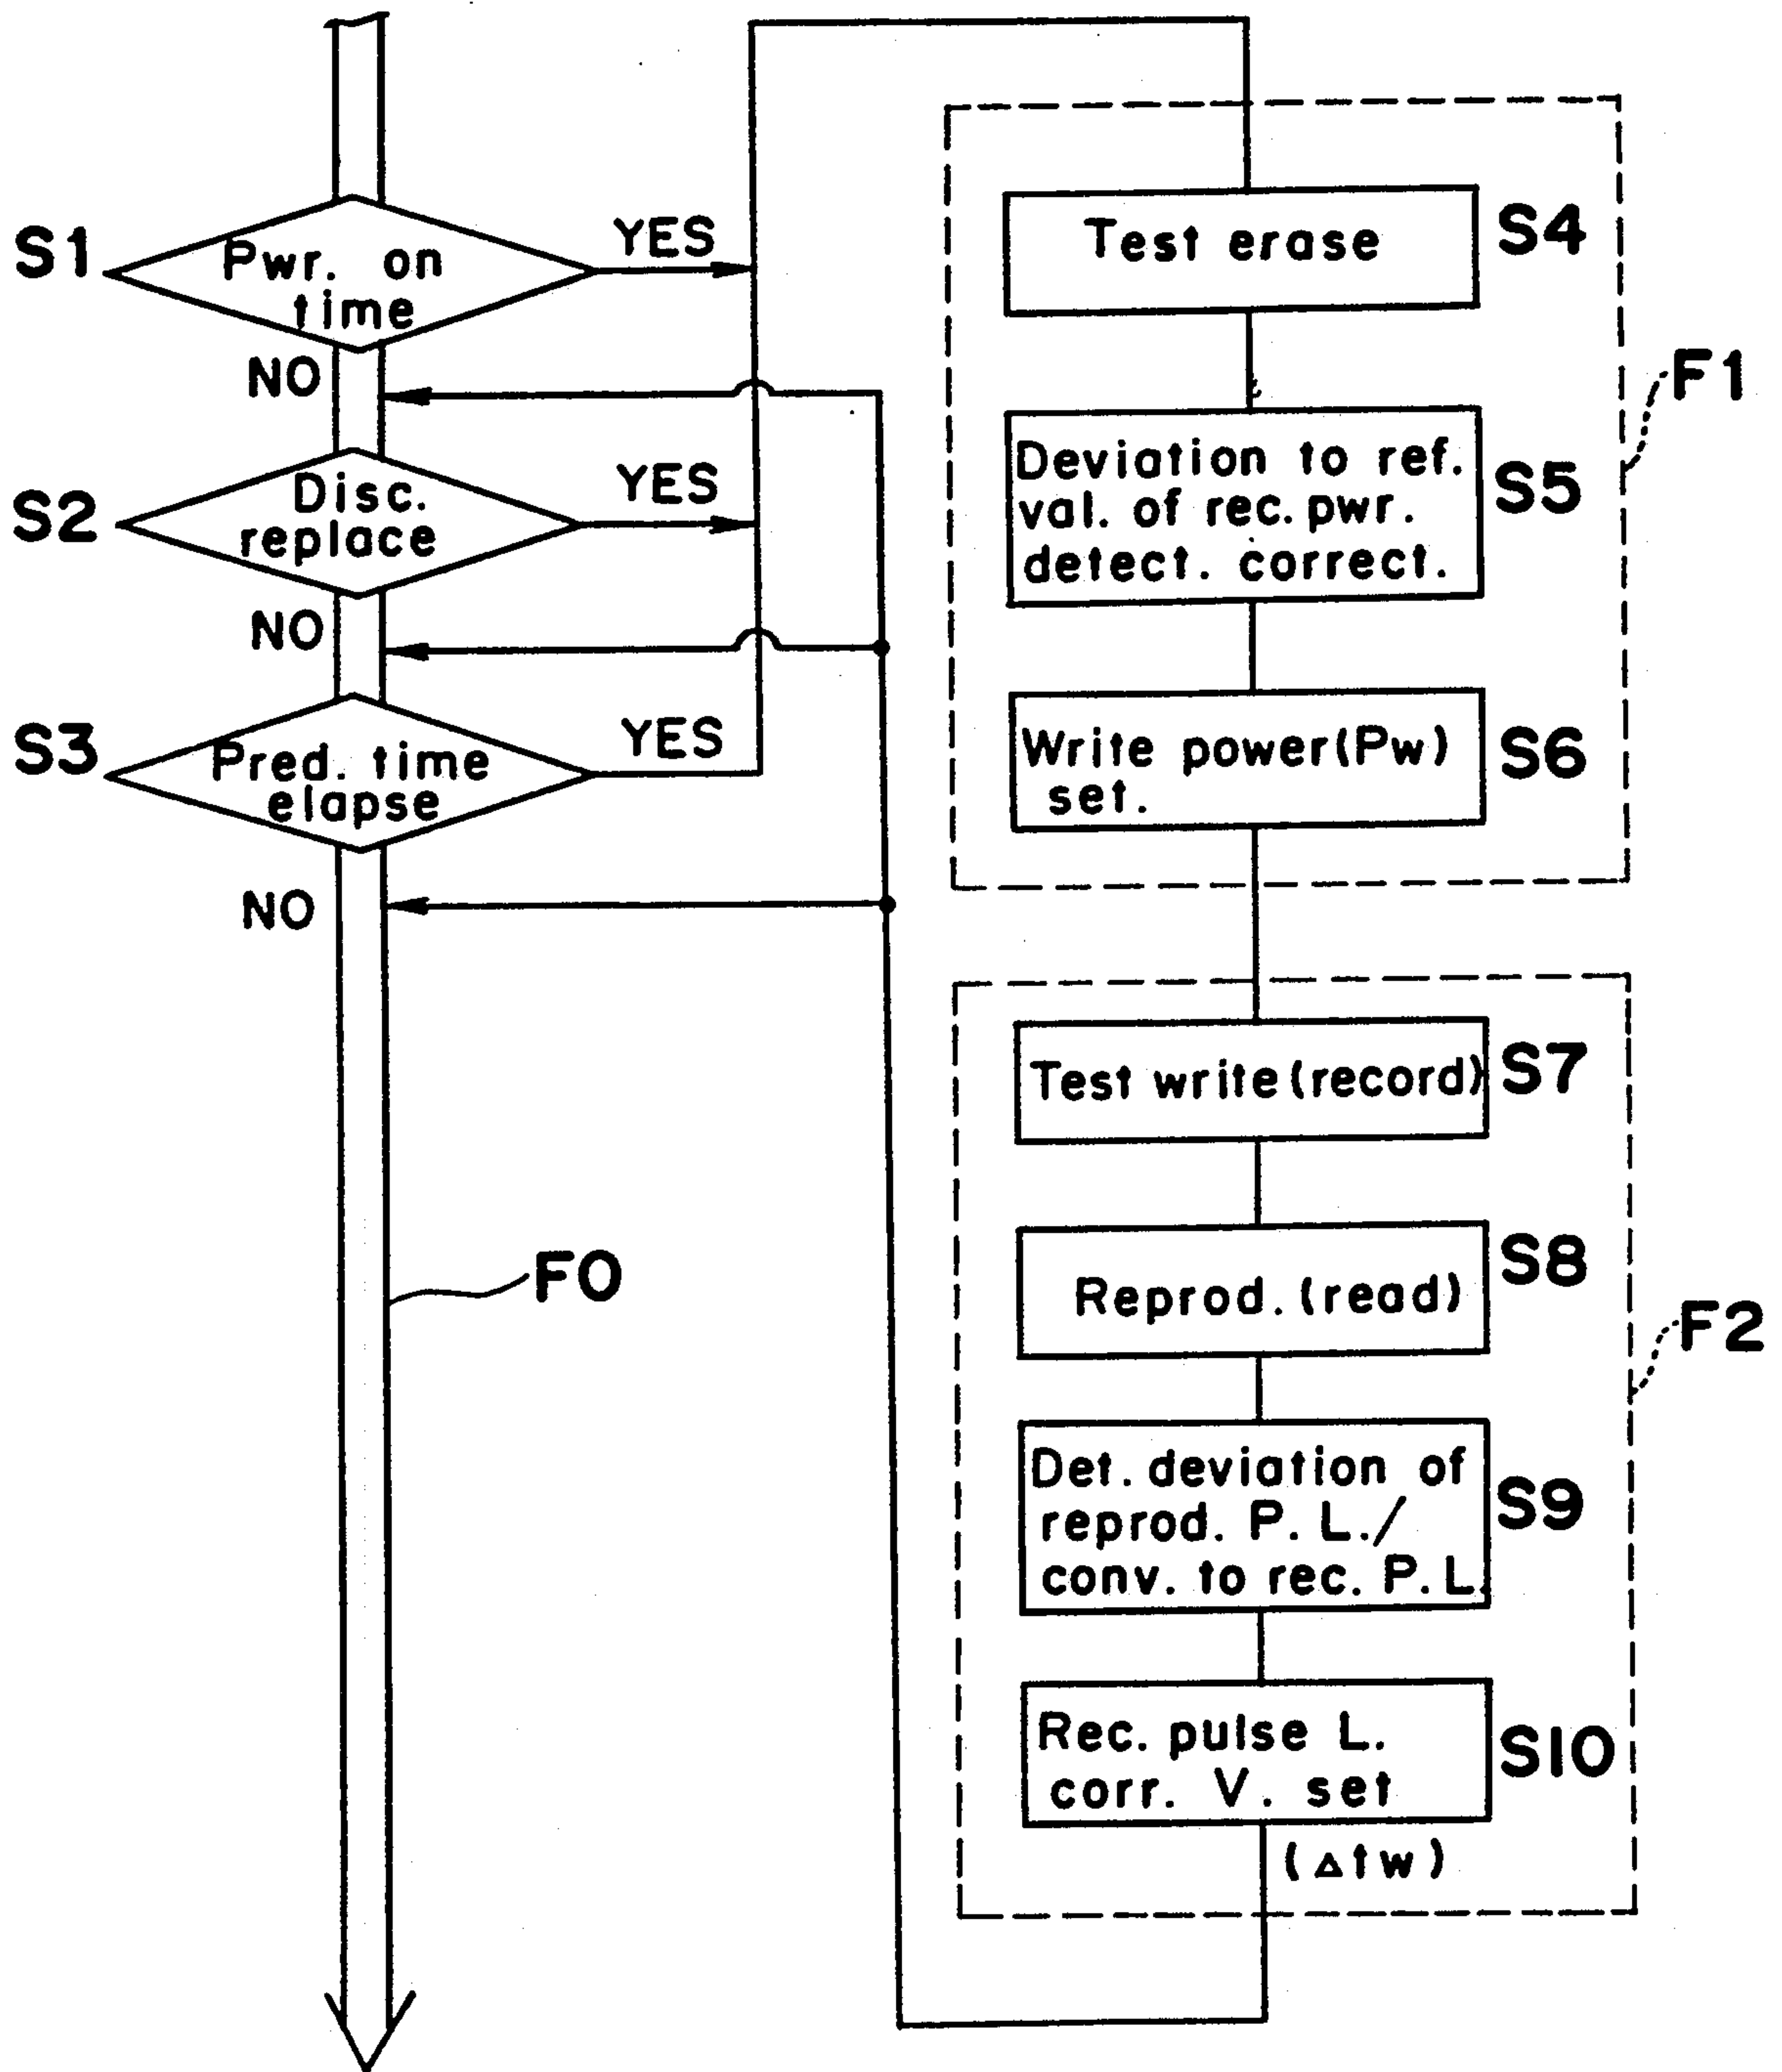 S1
Pwr. on
time
YES
NO
S2
Disc.
replace
YES
NO
S3
Pred. time
elapse
YES
NO
F0
S4
Test erase
S5
Deviation to ref.
val. of rec. pwr.
detect. correct.
S6
Write power(Pw)
set.
F1
S7
Test write(record)
S8
Reprod. (read)
S9
Det. deviation of
reprod. P. L./
conv. to rec. P. L.
S10
Rec. pulse L.
corr. V. set
(Δtw)
F2